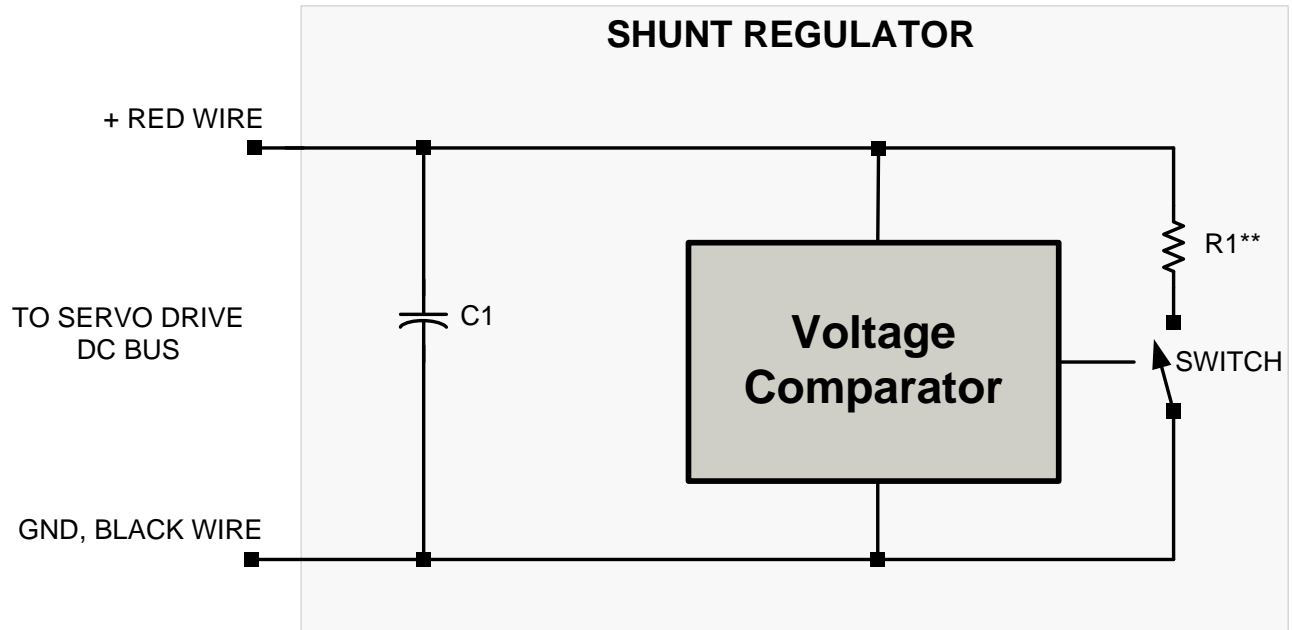 SHUNT REGULATOR
+ RED WIRE
R1**
C1
TO SERVO DRIVE
DC BUS
Voltage
Comparator
SWITCH
GND, BLACK WIRE